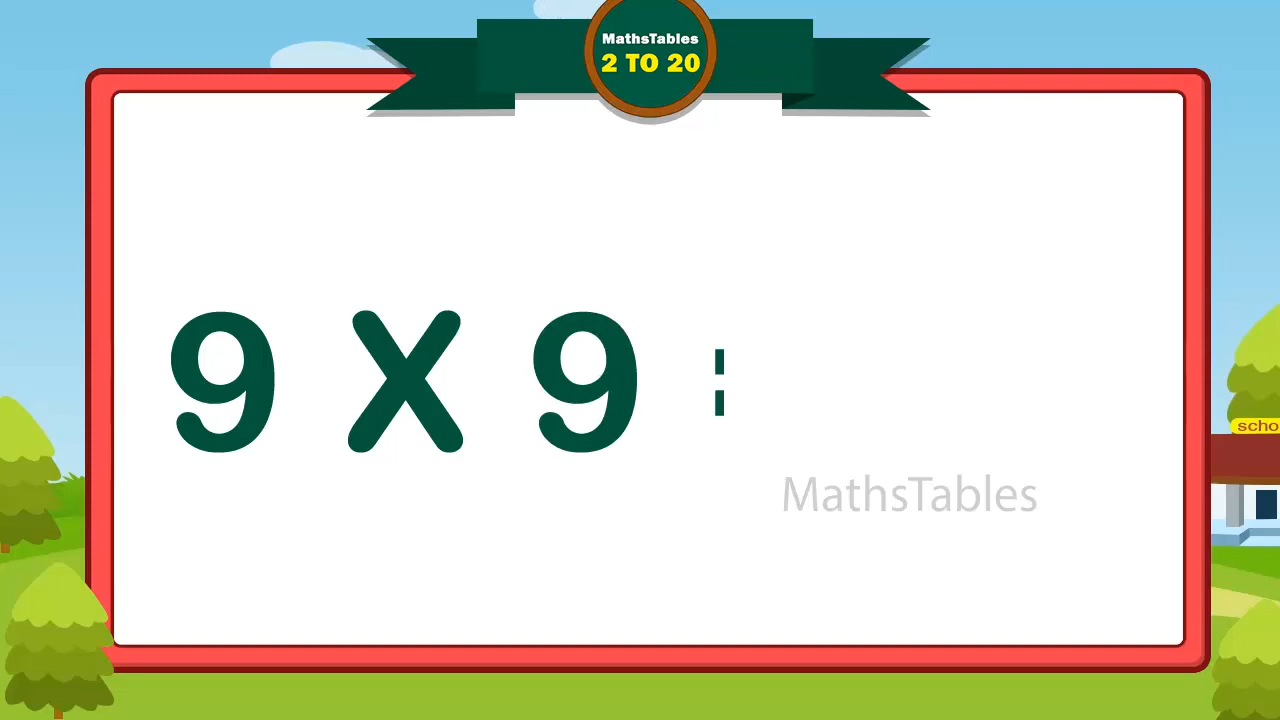 MathsTables
2 TO 20
9 X 9 =
MathsTables
scho